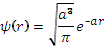 ψ(r) = √(a³/π) e^(-ar)